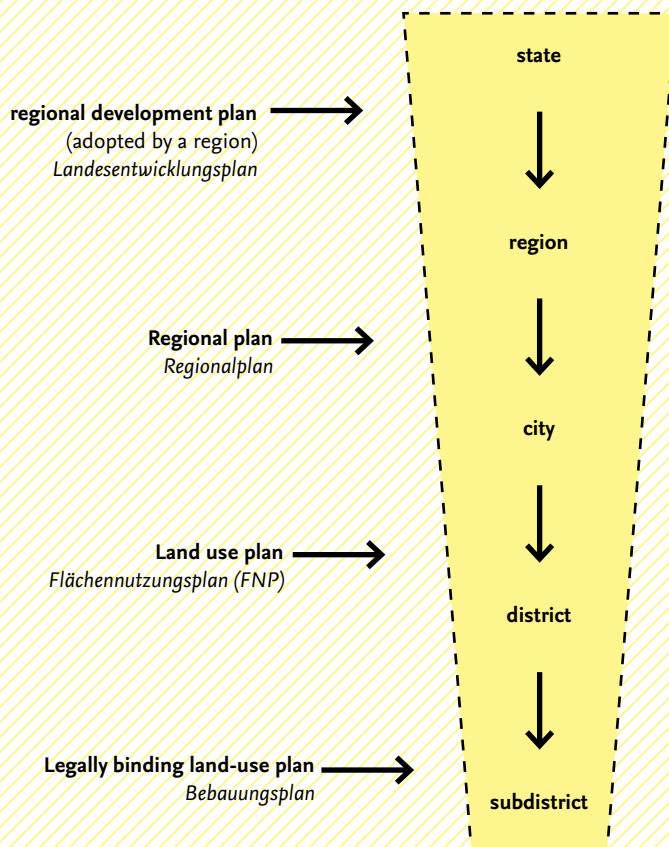 state
regional development plan
(adopted by a region)
Landesentwicklungsplan
region
Regional plan
Regionalplan
city
Land use plan
Flächennutzungsplan (FNP)
district
Legally binding land-use plan
Bebauungsplan
subdistrict